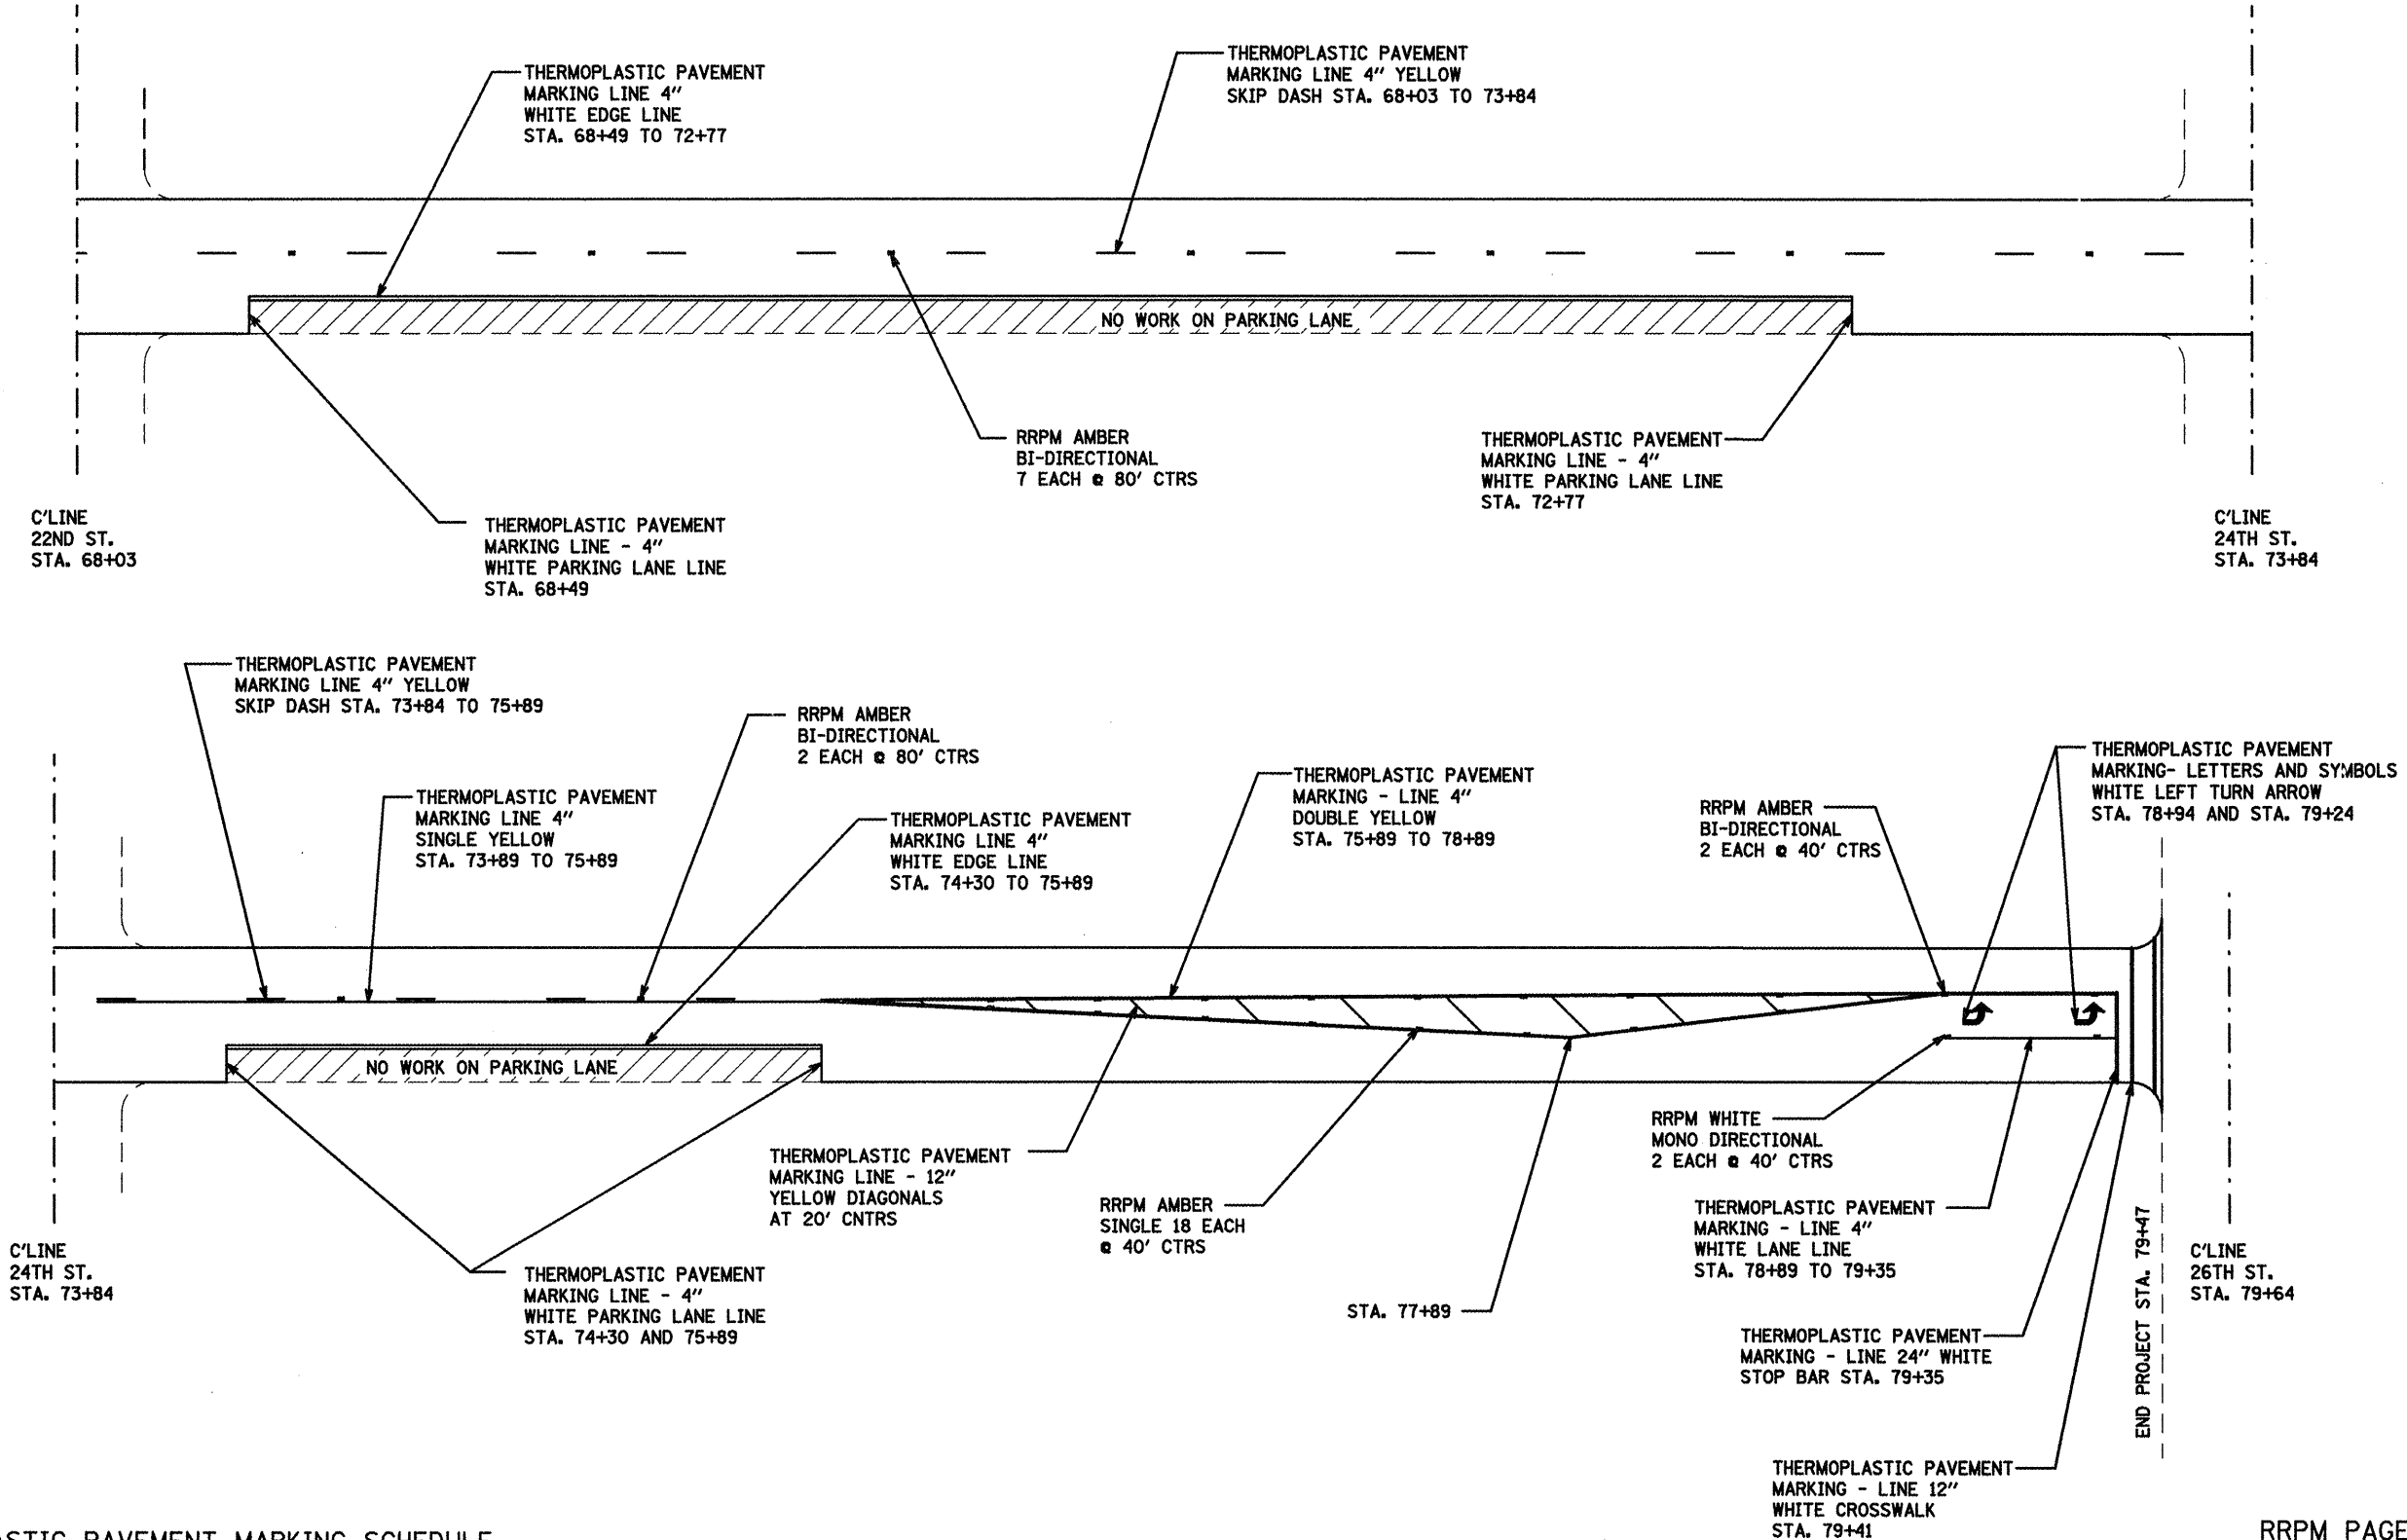 THERMOPLASTIC PAVEMENT
MARKING LINE 4"
WHITE EDGE LINE
STA. 68+49 TO 72+77
THERMOPLASTIC PAVEMENT
MARKING LINE 4" YELLOW
SKIP DASH STA. 68+03 TO 73+84
NO WORK ON PARKING LANE
RRPM AMBER
BI-DIRECTIONAL
7 EACH @ 80' CTRS
THERMOPLASTIC PAVEMENT
MARKING LINE - 4"
WHITE PARKING LANE LINE
STA. 72+77
C'LINE
22ND ST.
STA. 68+03
THERMOPLASTIC PAVEMENT
MARKING LINE - 4"
WHITE PARKING LANE LINE
STA. 68+49
C'LINE
24TH ST.
STA. 73+84
THERMOPLASTIC PAVEMENT
MARKING LINE 4" YELLOW
SKIP DASH STA. 73+84 TO 75+89
RRPM AMBER
BI-DIRECTIONAL
2 EACH @ 80' CTRS
THERMOPLASTIC PAVEMENT
MARKING LINE 4"
SINGLE YELLOW
STA. 73+89 TO 75+89
THERMOPLASTIC PAVEMENT
MARKING LINE 4"
WHITE EDGE LINE
STA. 74+30 TO 75+89
THERMOPLASTIC PAVEMENT
MARKING - LINE 4"
DOUBLE YELLOW
STA. 75+89 TO 78+89
RRPM AMBER
BI-DIRECTIONAL
2 EACH @ 40' CTRS
THERMOPLASTIC PAVEMENT
MARKING- LETTERS AND SYMBOLS
WHITE LEFT TURN ARROW
STA. 78+94 AND STA. 79+24
NO WORK ON PARKING LANE
THERMOPLASTIC PAVEMENT
MARKING LINE - 12"
YELLOW DIAGONALS
AT 20' CNTRS
RRPM AMBER
SINGLE 18 EACH
@ 40' CTRS
RRPM WHITE
MONO DIRECTIONAL
2 EACH @ 40' CTRS
THERMOPLASTIC PAVEMENT
MARKING - LINE 4"
WHITE LANE LINE
STA. 78+89 TO 79+35
C'LINE
24TH ST.
STA. 73+84
THERMOPLASTIC PAVEMENT
MARKING LINE - 4"
WHITE PARKING LANE LINE
STA. 74+30 AND 75+89
STA. 77+89
END PROJECT STA. 79+47
C'LINE
26TH ST.
STA. 79+64
THERMOPLASTIC PAVEMENT
MARKING - LINE 24" WHITE
STOP BAR STA. 79+35
THERMOPLASTIC PAVEMENT
MARKING - LINE 12"
WHITE CROSSWALK
STA. 79+41
ASTIC PAVEMENT MARKING SCHEDULE
RRPM PAGE